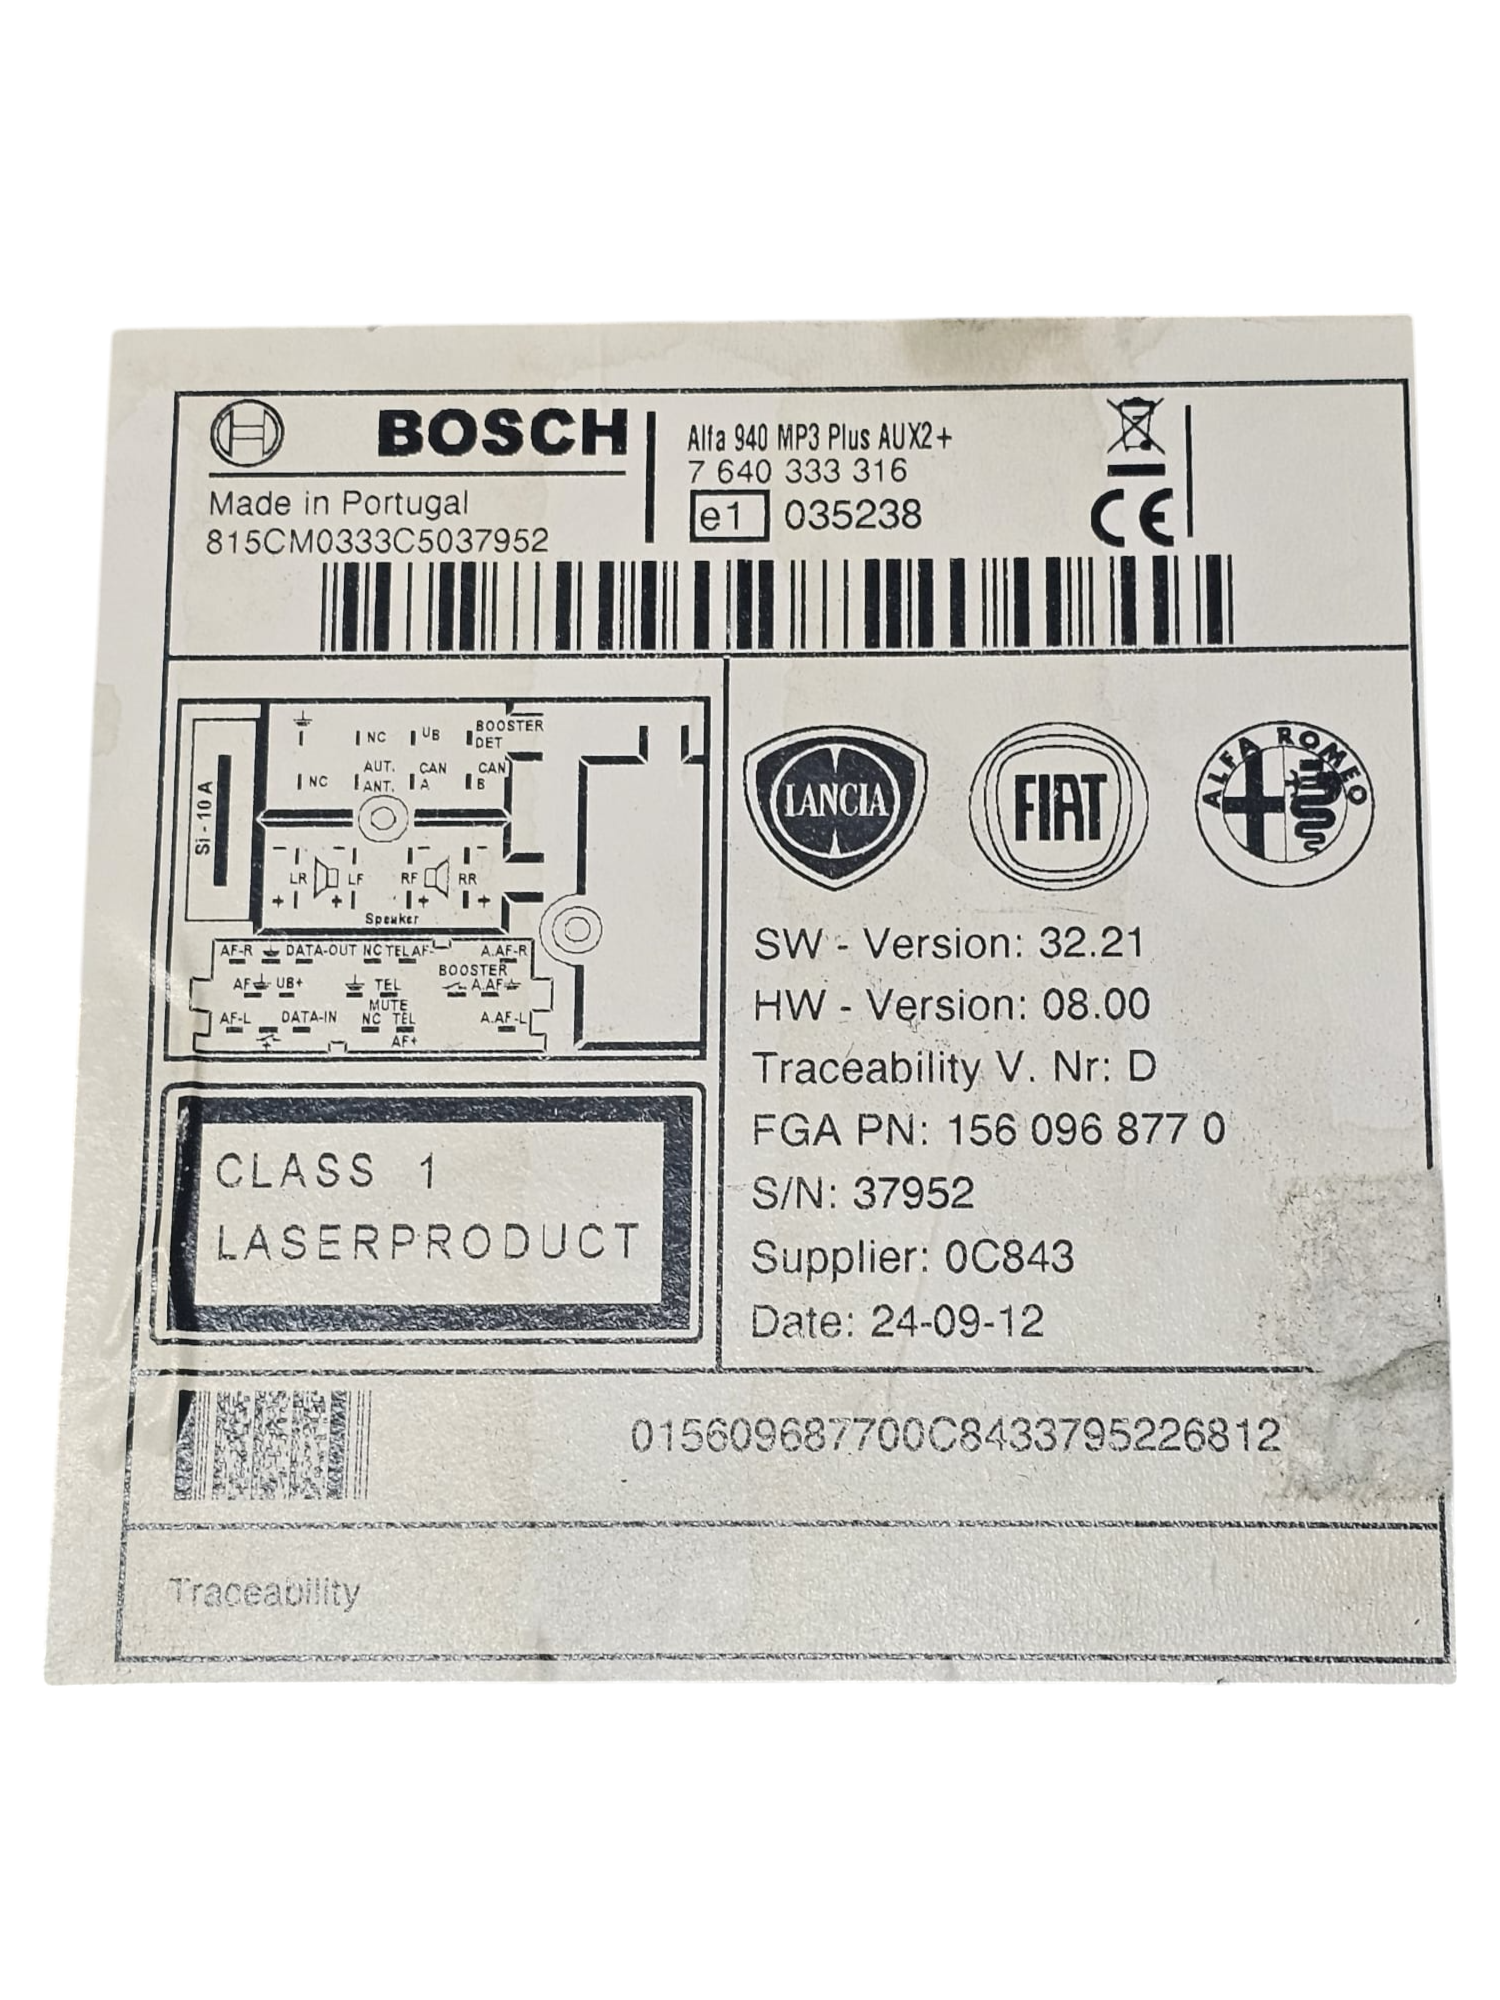 BOSCH
Made in Portugal
815CM0333C5037952
Alfa 940 MP3 Plus AUX2+
7 640 333 316
e1 035238
CE
Si - 10 A
NC UB BOOSTER DET
NC AUT. ANT. CAN A CAN B
- - - -
LR LF RF RR
+ + + +
Speaker
AF-R DATA-OUT NC TEL AF- A.AF-R
AF UB+ TEL MUTE BOOSTER A.AF
AF-L DATA-IN NC TEL AF+ A.AF-L
LANCIA
FIAT
ALFA ROMEO
SW - Version: 32.21
HW - Version: 08.00
Traceability V. Nr: D
FGA PN: 156 096 877 0
S/N: 37952
Supplier: 0C843
Date: 24-09-12
CLASS 1
LASERPRODUCT
015609687700C8433795226812
Traceability